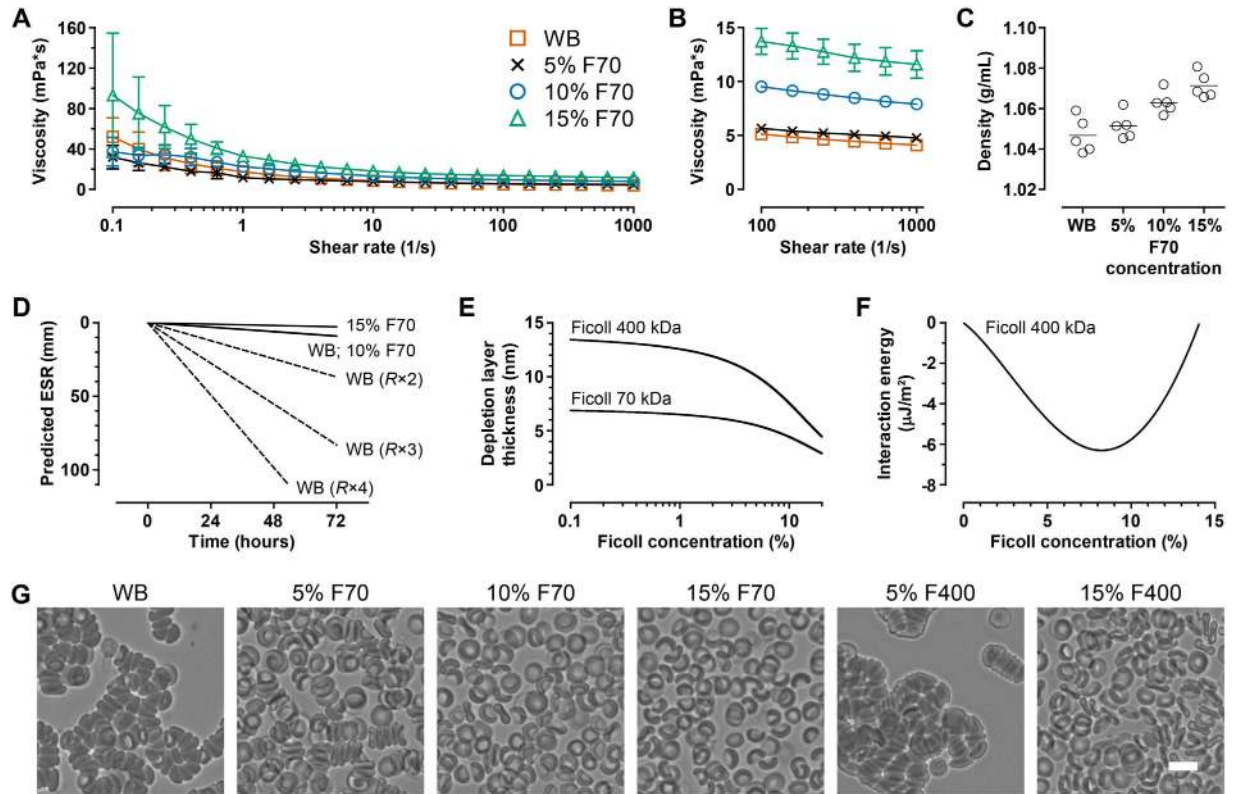 A
Viscosity (mPa*s)
160
120
80
40
0
0.1
1
10
100
1000
Shear rate (1/s)
WB
5% F70
10% F70
15% F70
B
Viscosity (mPa*s)
15
10
5
0
100
1000
Shear rate (1/s)
C
Density (g/mL)
1.10
1.08
1.06
1.04
1.02
WB
5%
10%
15%
F70
concentration
D
Predicted ESR (mm)
0
50
100
0
24
48
72
Time (hours)
15% F70
WB; 10% F70
WB (R×2)
WB (R×3)
WB (R×4)
E
Depletion layer
thickness (nm)
15
10
5
0
0.1
1
10
Ficoll concentration (%)
Ficoll 400 kDa
Ficoll 70 kDa
F
Interaction energy
(µJ/m²)
0
-2
-4
-6
-8
0
5
10
15
Ficoll concentration (%)
Ficoll 400 kDa
G
WB
5% F70
10% F70
15% F70
5% F400
15% F400